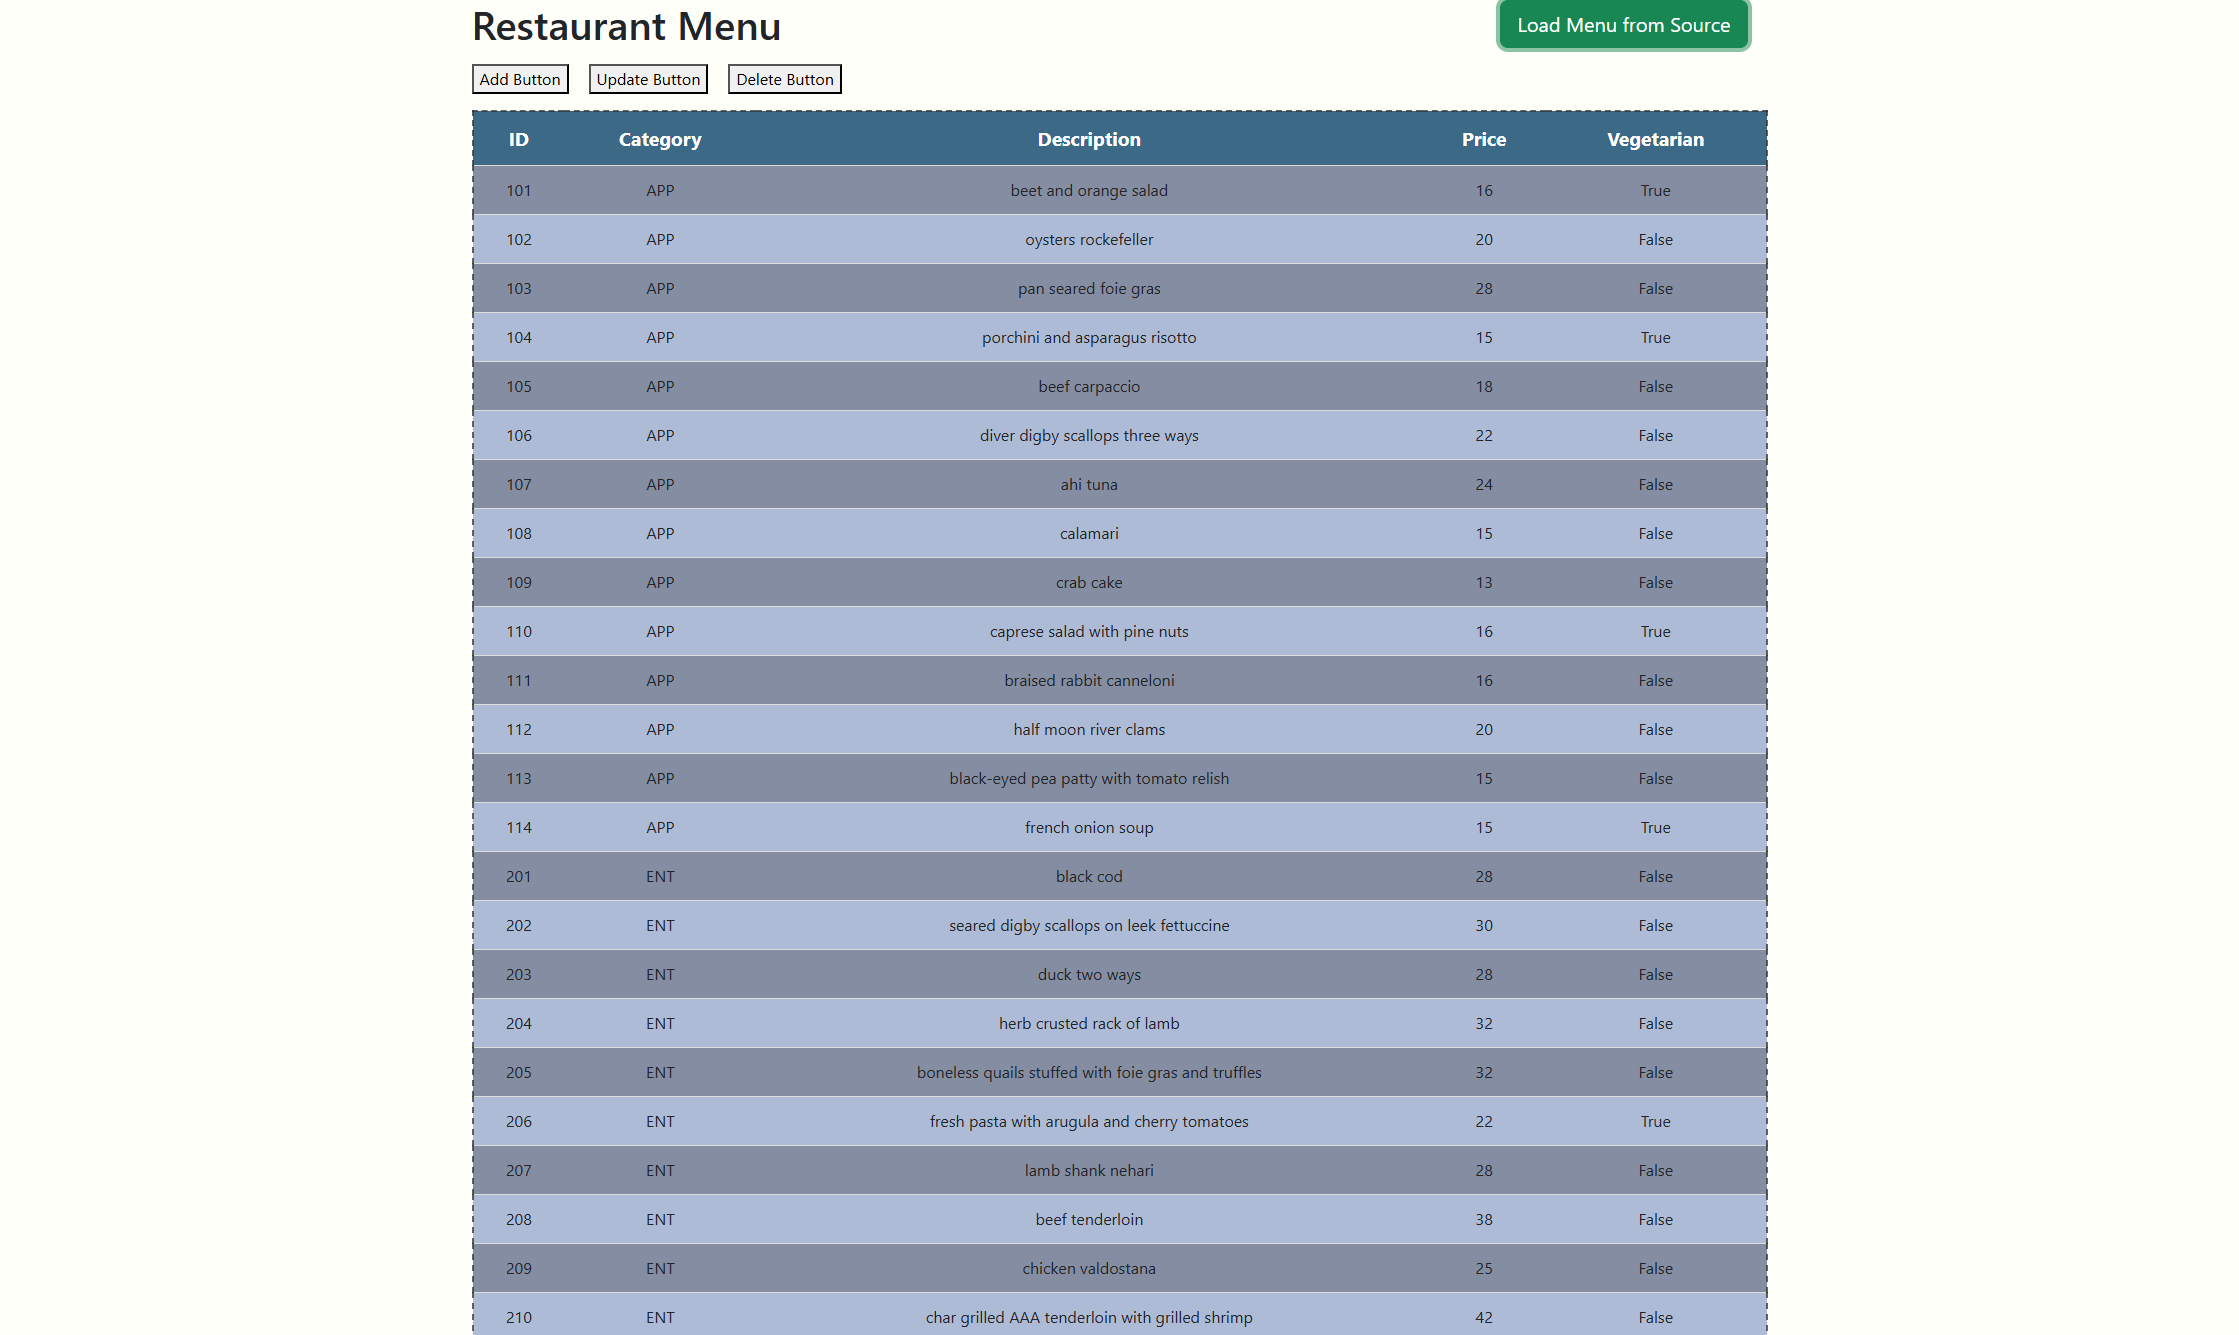 Restaurant Menu
Load Menu from Source
Add Button Update Button Delete Button
ID Category Description Price Vegetarian
101 APP beet and orange salad 16 True
102 APP oysters rockefeller 20 False
103 APP pan seared foie gras 28 False
104 APP porchini and asparagus risotto 15 True
105 APP beef carpaccio 18 False
106 APP diver digby scallops three ways 22 False
107 APP ahi tuna 24 False
108 APP calamari 15 False
109 APP crab cake 13 False
110 APP caprese salad with pine nuts 16 True
111 APP braised rabbit canneloni 16 False
112 APP half moon river clams 20 False
113 APP black-eyed pea patty with tomato relish 15 False
114 APP french onion soup 15 True
201 ENT black cod 28 False
202 ENT seared digby scallops on leek fettuccine 30 False
203 ENT duck two ways 28 False
204 ENT herb crusted rack of lamb 32 False
205 ENT boneless quails stuffed with foie gras and truffles 32 False
206 ENT fresh pasta with arugula and cherry tomatoes 22 True
207 ENT lamb shank nehari 28 False
208 ENT beef tenderloin 38 False
209 ENT chicken valdostana 25 False
210 ENT char grilled AAA tenderloin with grilled shrimp 42 False